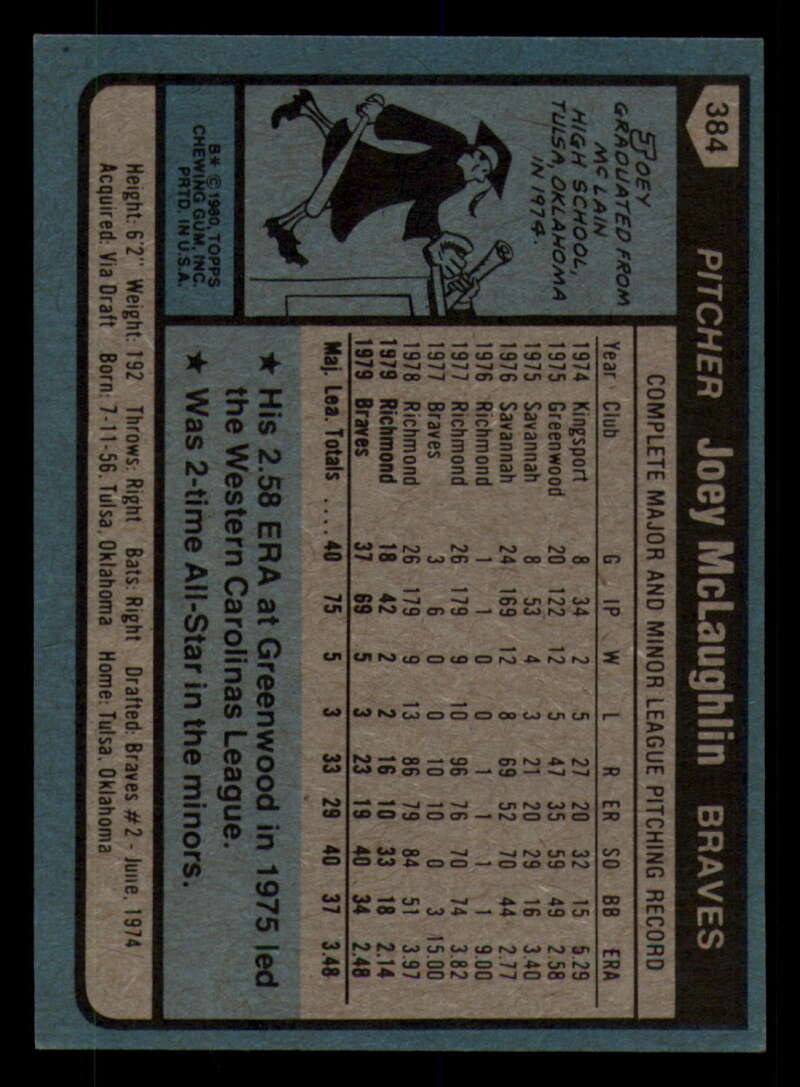 384
PITCHER Joey McLaughlin BRAVES
JOEY
GRADUATED FROM
McLAIN
HIGH SCHOOL,
TULSA, OKLAHOMA
IN 1974.
B* © 1980, TOPPS
CHEWING GUM, INC.
PRTD. IN U.S.A.
COMPLETE MAJOR AND MINOR LEAGUE PITCHING RECORD
Year Club G IP W L R ER SO BB ERA
1974 Kingsport 8 34 2 5 27 20 32 15 5.29
1975 Greenwood 20 122 12 5 47 35 59 49 2.58
1975 Savannah 8 53 4 3 21 20 29 16 3.40
1976 Savannah 24 169 12 8 69 52 70 44 2.77
1976 Richmond 1 1 0 0 1 1 1 1 9.00
1977 Richmond 26 179 9 10 96 76 70 74 3.82
1977 Braves 3 6 0 0 10 10 0 3 15.00
1978 Richmond 26 179 9 13 86 79 84 51 3.97
1979 Richmond 18 42 2 2 16 10 33 18 2.14
1979 Braves 37 69 5 3 23 19 40 34 2.48
Maj. Lea. Totals .... 40 75 5 3 33 29 40 37 3.48
★ His 2.58 ERA at Greenwood in 1975 led
the Western Carolinas League.
★ Was 2-time All-Star in the minors.
Height: 6'2" Weight: 192 Throws: Right Bats: Right Drafted: Braves #2 - June, 1974
Acquired: Via Draft Born: 7-11-56, Tulsa, Oklahoma Home: Tulsa, Oklahoma